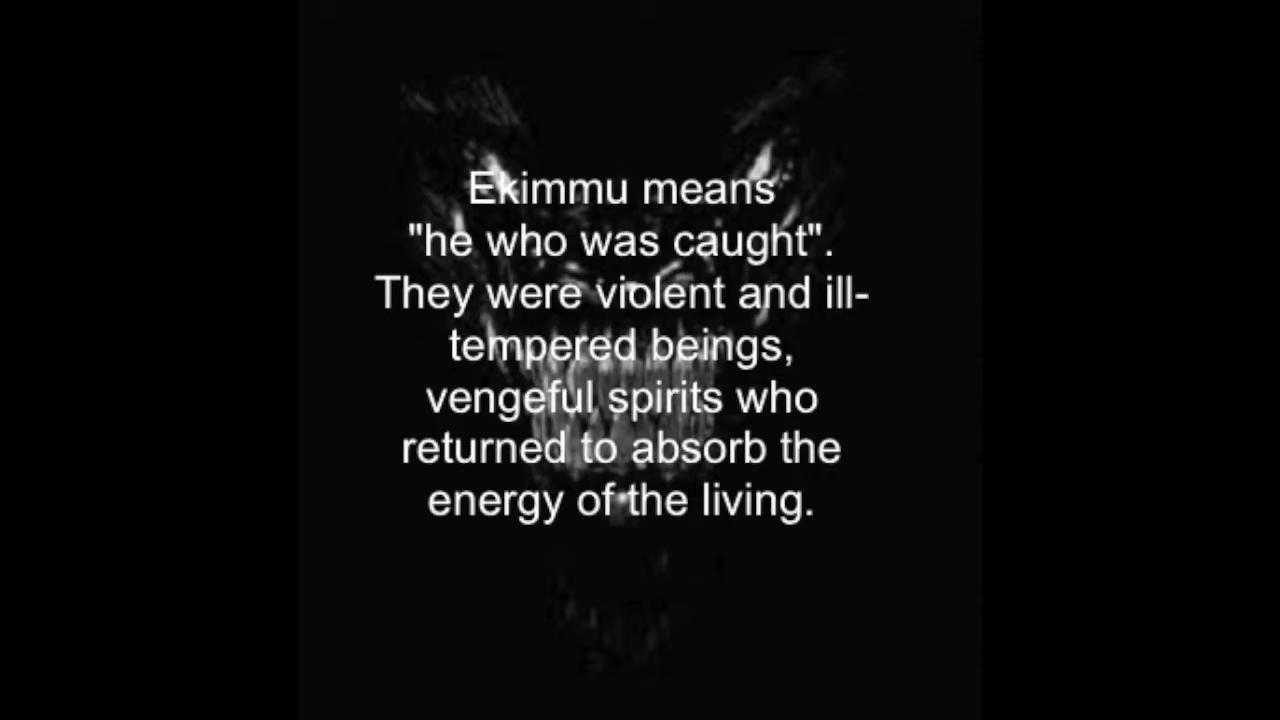 Ekimmu means
"he who was caught".
They were violent and ill-
tempered beings,
vengeful spirits who
returned to absorb the
energy of the living.